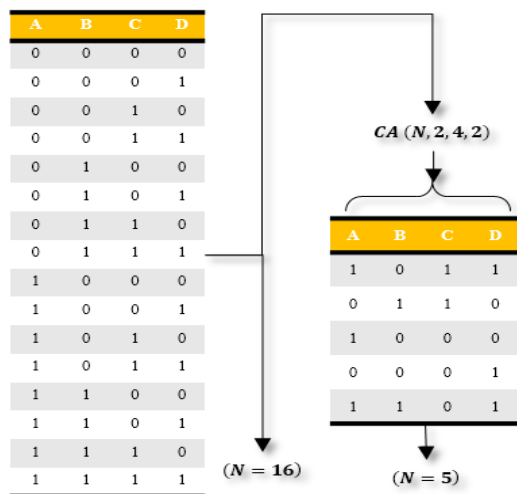 A B C D
0 0 0 0
0 0 0 1
0 0 1 0
0 0 1 1
0 1 0 0
0 1 0 1
0 1 1 0
0 1 1 1
1 0 0 0
1 0 0 1
1 0 1 0
1 0 1 1
1 1 0 0
1 1 0 1
1 1 1 0
1 1 1 1
(N = 16)
CA (N, 2, 4, 2)
A B C D
1 0 1 1
0 1 1 0
1 0 0 0
0 0 0 1
1 1 0 1
(N = 5)